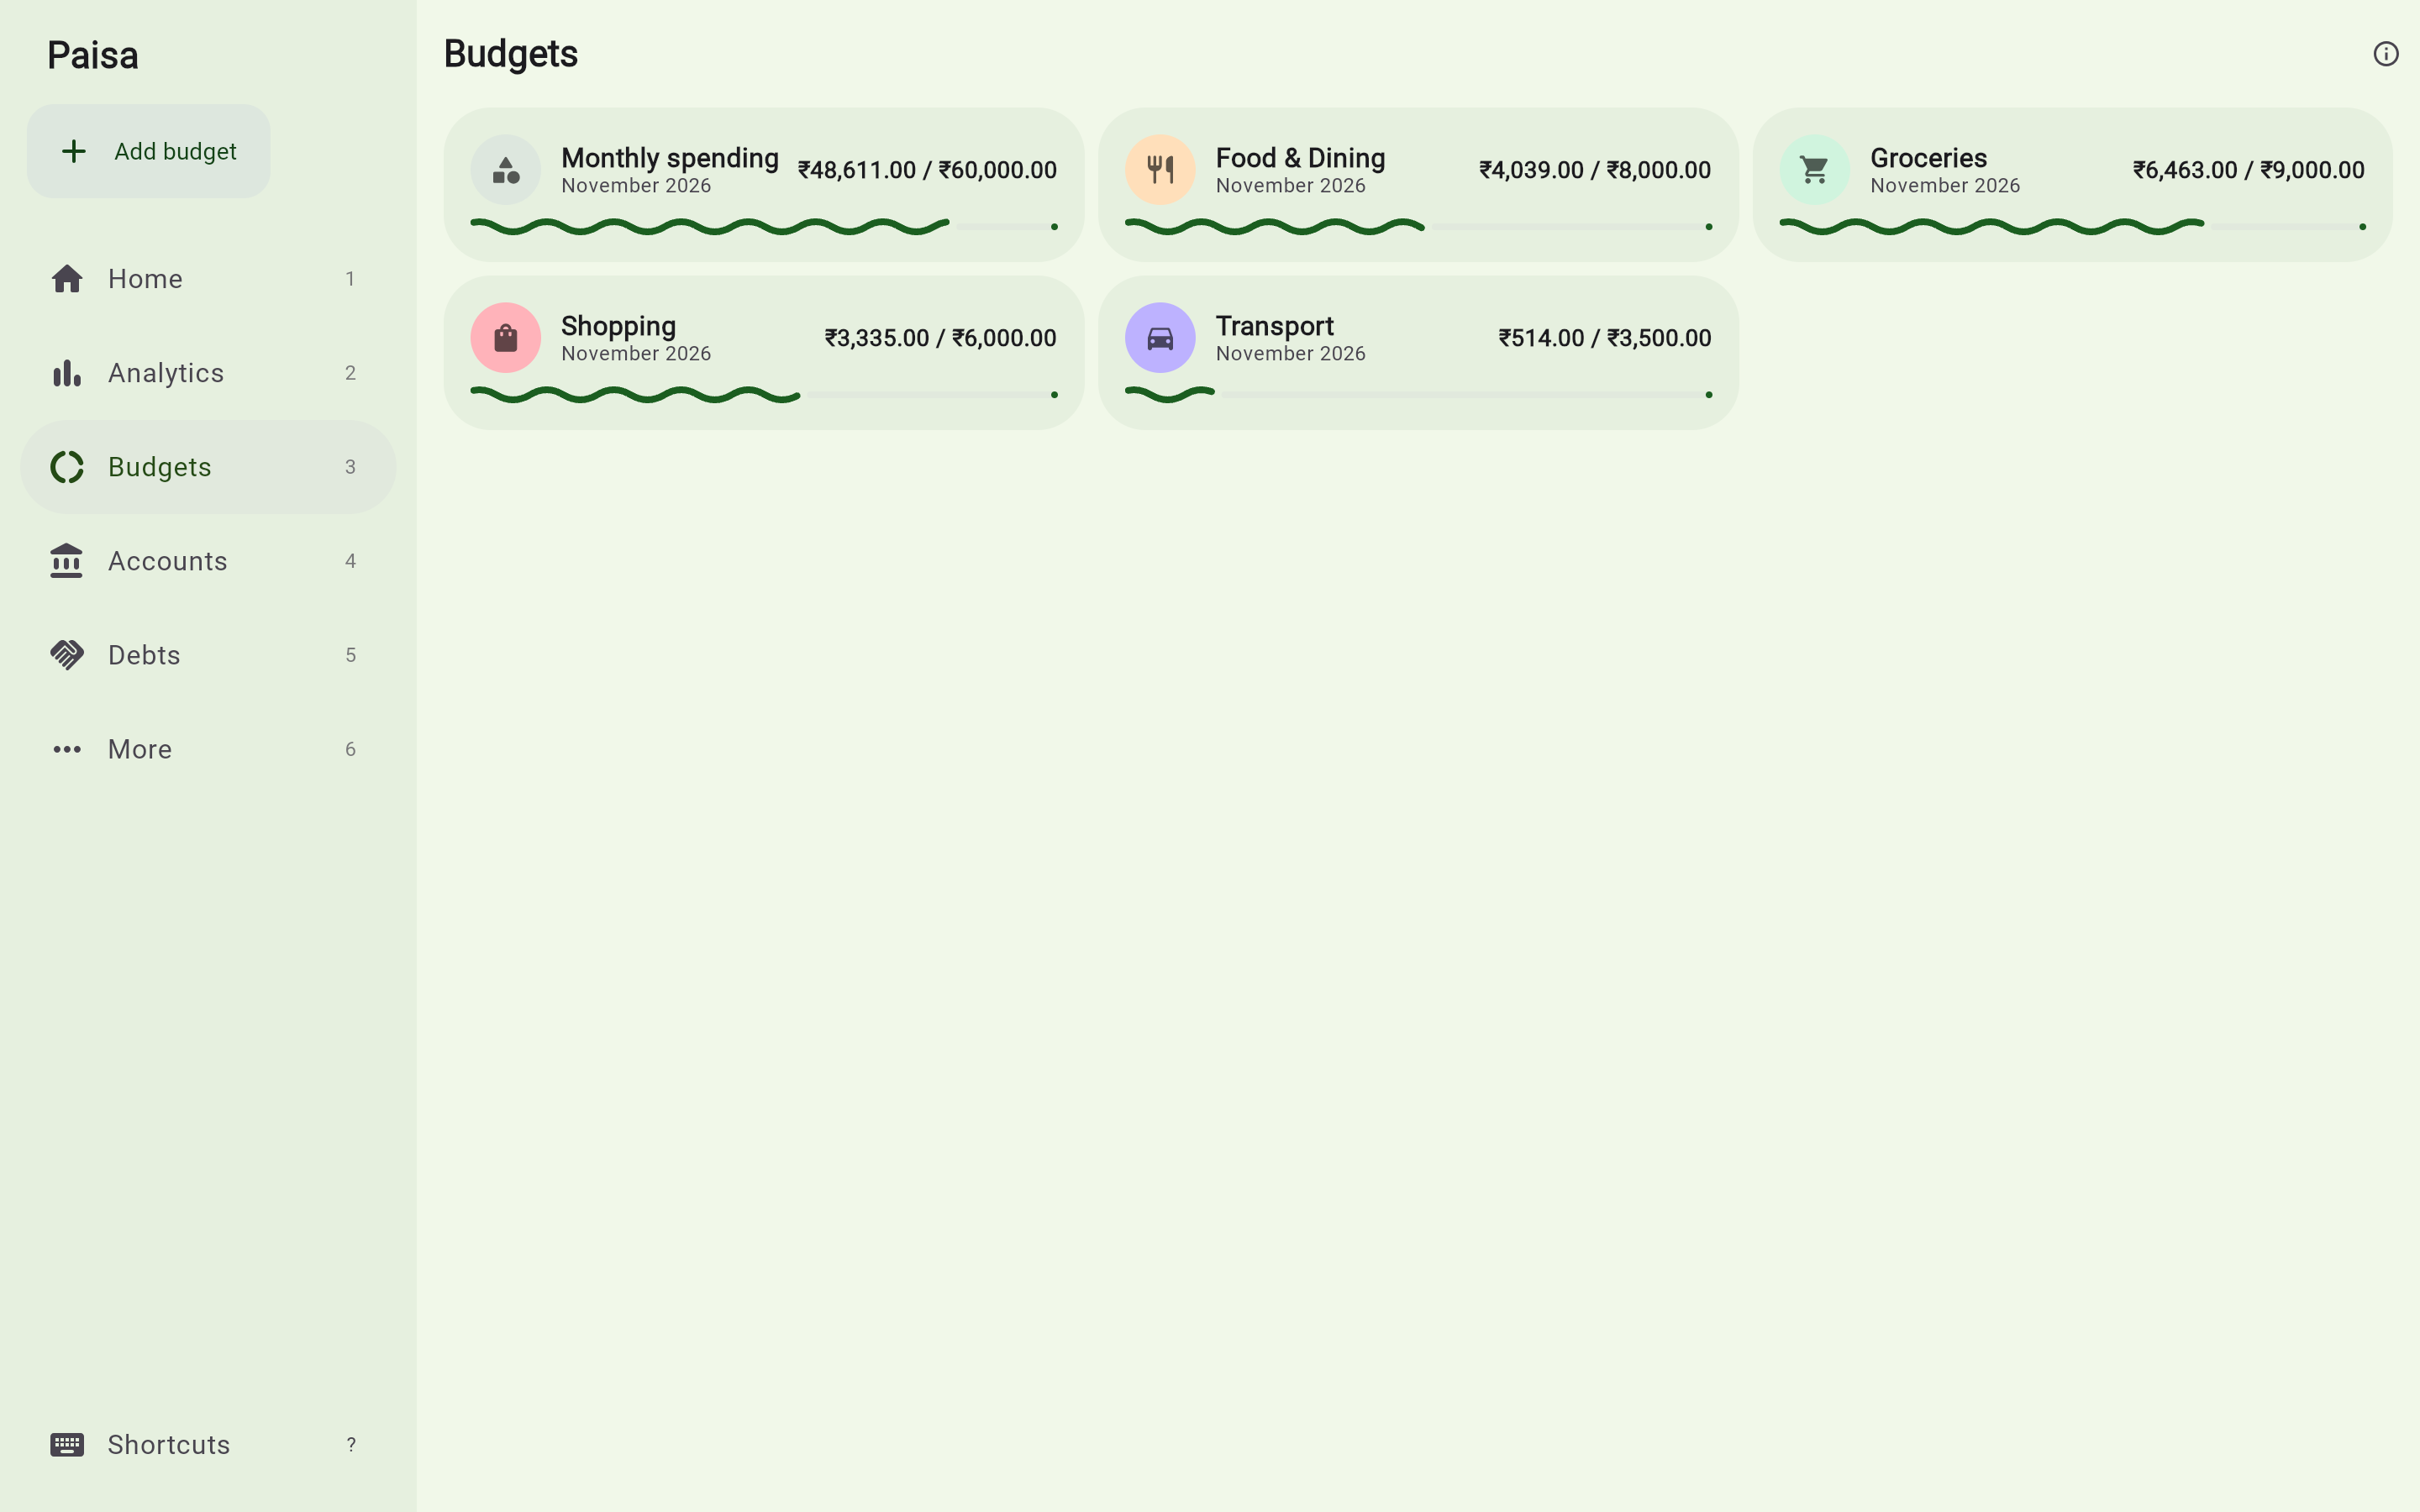 Paisa
Add budget
Home 1
Analytics 2
Budgets 3
Accounts 4
Debts 5
More 6
Shortcuts ?
Budgets
Monthly spending ₹48,611.00 / ₹60,000.00
November 2026
Food & Dining ₹4,039.00 / ₹8,000.00
November 2026
Groceries ₹6,463.00 / ₹9,000.00
November 2026
Shopping ₹3,335.00 / ₹6,000.00
November 2026
Transport ₹514.00 / ₹3,500.00
November 2026